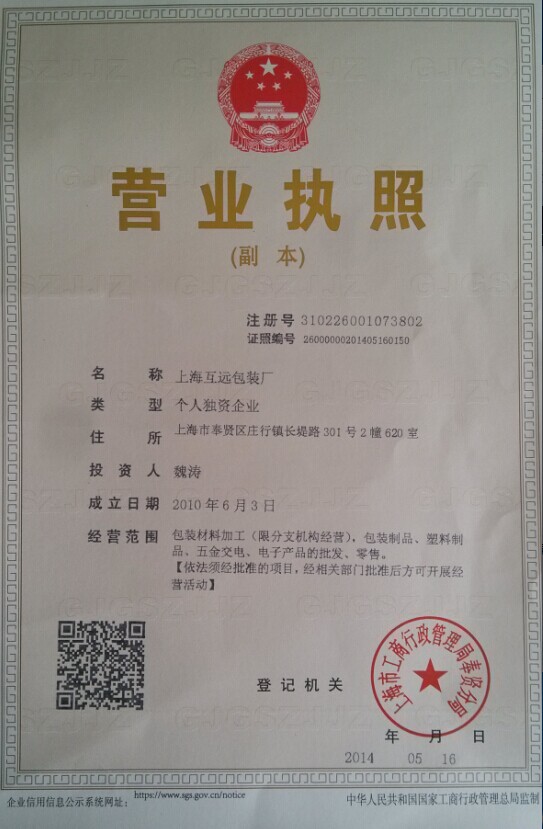 营业执照
(副 本)
注册号 310226001073802
证照编号 26000000201405160150
名 称 上海互远包装厂
类 型 个人独资企业
住 所 上海市奉贤区庄行镇长堤路301号2幢620室
投 资 人 魏涛
成立日期 2010年6月3日
经营范围 包装材料加工（限分支机构经营），包装制品、塑料制
品、五金交电、电子产品的批发、零售。
【依法须经批准的项目，经相关部门批准后方可开展经
营活动】
登记机关
上海市工商行政管理局奉贤分局
年 月 日
2014 05 16
企业信用信息公示系统网址： https://www.sgs.gov.cn/notice
中华人民共和国国家工商行政管理总局监制